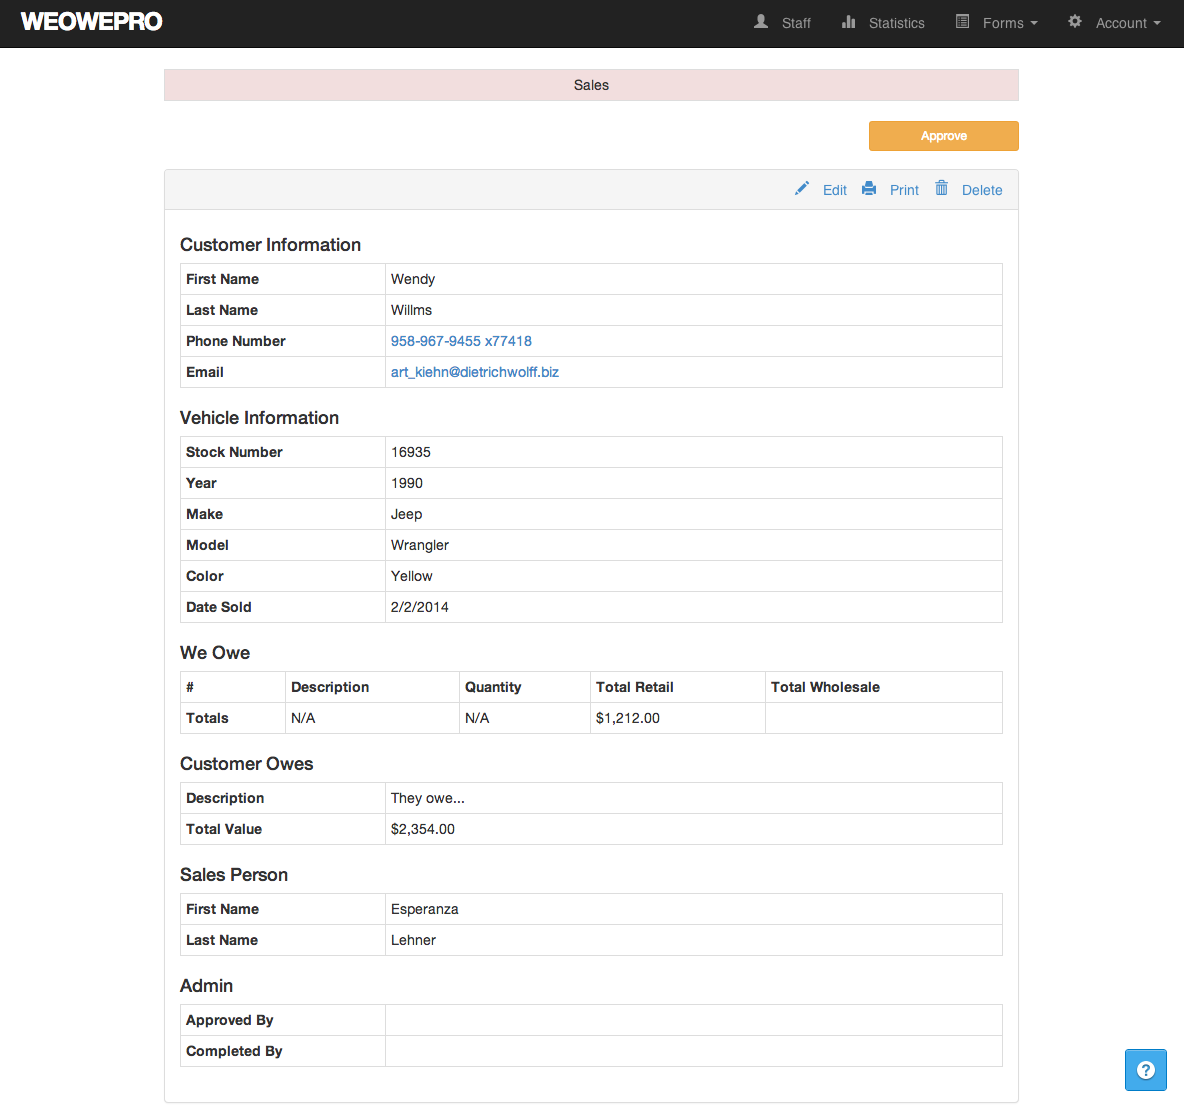 WEOWEPRO Staff Statistics Forms Account
Sales
Approve
Edit Print Delete
Customer Information
First Name Wendy
Last Name Willms
Phone Number 958-967-9455 x77418
Email art_kiehn@dietrichwolff.biz
Vehicle Information
Stock Number 16935
Year 1990
Make Jeep
Model Wrangler
Color Yellow
Date Sold 2/2/2014
We Owe
# Description Quantity Total Retail Total Wholesale
Totals N/A N/A $1,212.00
Customer Owes
Description They owe...
Total Value $2,354.00
Sales Person
First Name Esperanza
Last Name Lehner
Admin
Approved By
Completed By
?